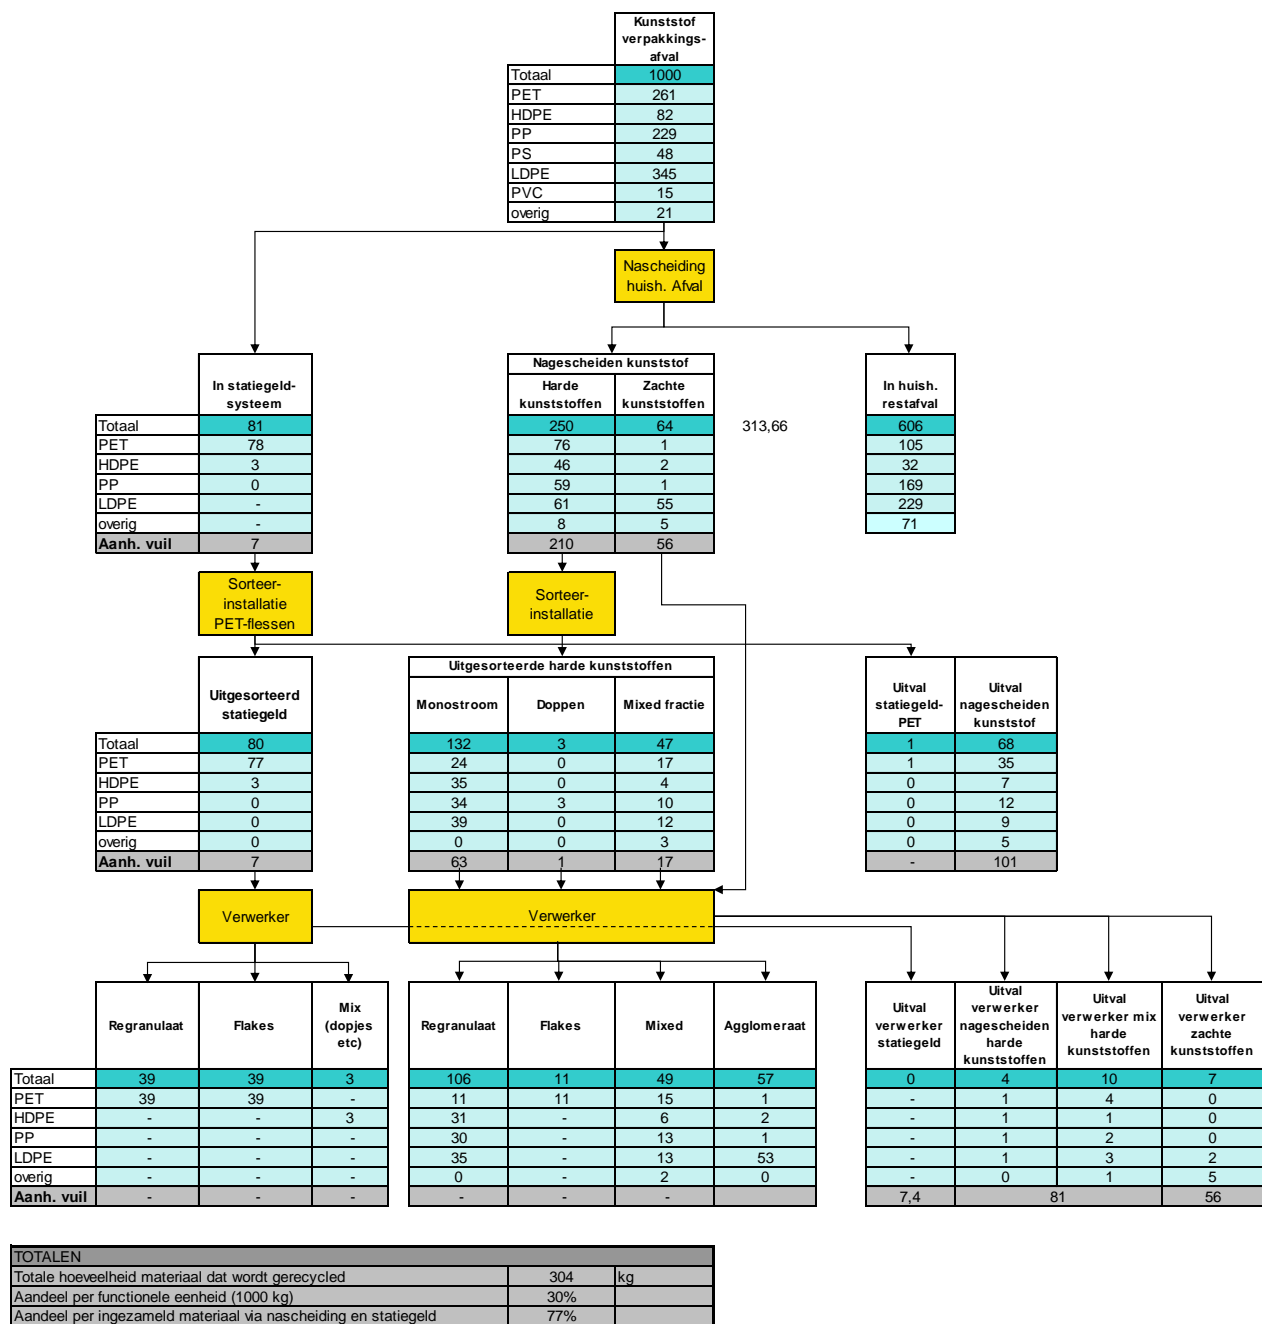 Kunststof
verpakkings-
afval
Totaal 1000
PET 261
HDPE 82
PP 229
PS 48
LDPE 345
PVC 15
overig 21
Nascheiding
huish. Afval
In statiegeld-
systeem
Totaal 81
PET 78
HDPE 3
PP 0
LDPE -
overig -
Aanh. vuil 7
Nagescheiden kunststof
Harde kunststoffen Zachte kunststoffen
250 64 313,66
76 1
46 2
59 1
61 55
8 5
210 56
In huish.
restafval
606
105
32
169
229
71
Sorteer-
installatie
PET-flessen
Sorteer-
installatie
Uitgesorteerd
statiegeld
Totaal 80
PET 77
HDPE 3
PP 0
LDPE 0
overig 0
Aanh. vuil 7
Uitgesorteerde harde kunststoffen
Monostroom Doppen Mixed fractie
132 3 47
24 0 17
35 0 4
34 3 10
39 0 12
0 0 3
63 1 17
Uitval statiegeld-PET Uitval nagescheiden kunststof
1 68
1 35
0 7
0 12
0 9
0 5
- 101
Verwerker
Verwerker
Regranulaat Flakes Mix (dopjes etc)
Totaal 39 39 3
PET 39 39 -
HDPE - - 3
PP - - -
LDPE - - -
overig - - -
Aanh. vuil - - -
Regranulaat Flakes Mixed Agglomeraat
106 11 49 57
11 11 15 1
31 - 6 2
30 - 13 1
35 - 13 53
0 - 2 0
- - -
Uitval verwerker statiegeld Uitval verwerker nagescheiden harde kunststoffen Uitval verwerker mix harde kunststoffen Uitval verwerker zachte kunststoffen
0 4 10 7
- 1 4 0
- 1 1 0
- 1 2 0
- 1 3 2
- 0 1 5
7,4 81 56
TOTALEN
Totale hoeveelheid materiaal dat wordt gerecycled 304 kg
Aandeel per functionele eenheid (1000 kg) 30%
Aandeel per ingezameld materiaal via nascheiding en statiegeld 77%